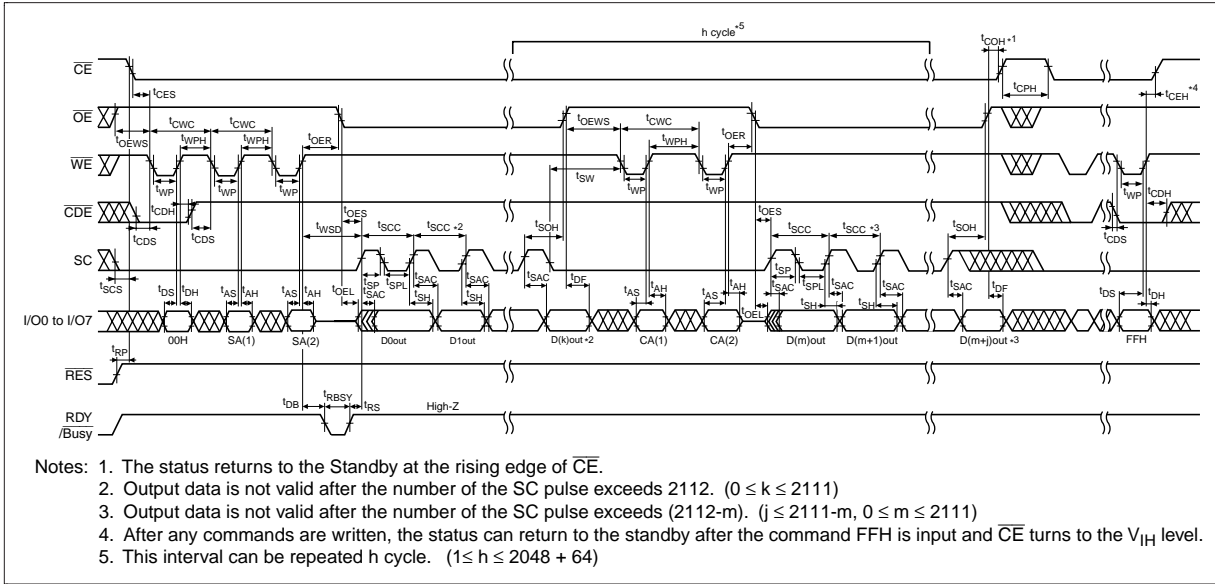 h cycle*5
tCOH *1
CE
tCES
tCPH
tCEH *4
OE
tOEWS
tCWC
tCWC
tOER
tOEWS
tCWC
tOER
tWPH
tWPH
tWPH
WE
tWP
tWP
tWP
tSW
tWP
tWP
tWP
tCDH
tCDH
CDE
tCDS
tCDS
tWSD
tOES
tSCC
tSCC *2
tSOH
tOES
tSCC
tSCC *3
tSOH
tCDS
SC
tSCS
tSP
tSPL
tSAC
tSAC
tSAC
tSAC
tDF
tSP
tSPL
tSAC
tSAC
tSAC
tSAC
tDF
tDS
tDH
tAS
tAH
tAS
tAH
tOEL
tSH
tSH
tAS
tAH
tAS
tAH
tOEL
tSH
tSH
tDS
tDH
I/O0 to I/O7
00H
SA(1)
SA(2)
D0out
D1out
D(k)out *2
CA(1)
CA(2)
D(m)out
D(m+1)out
D(m+j)out *3
FFH
tRP
RES
tDB
tRBSY
tRS
High-Z
RDY
/Busy
Notes: 1. The status returns to the Standby at the rising edge of CE.
2. Output data is not valid after the number of the SC pulse exceeds 2112. (0 ≤ k ≤ 2111)
3. Output data is not valid after the number of the SC pulse exceeds (2112-m). (j ≤ 2111-m, 0 ≤ m ≤ 2111)
4. After any commands are written, the status can return to the standby after the command FFH is input and CE turns to the VIH level.
5. This interval can be repeated h cycle. (1≤ h ≤ 2048 + 64)